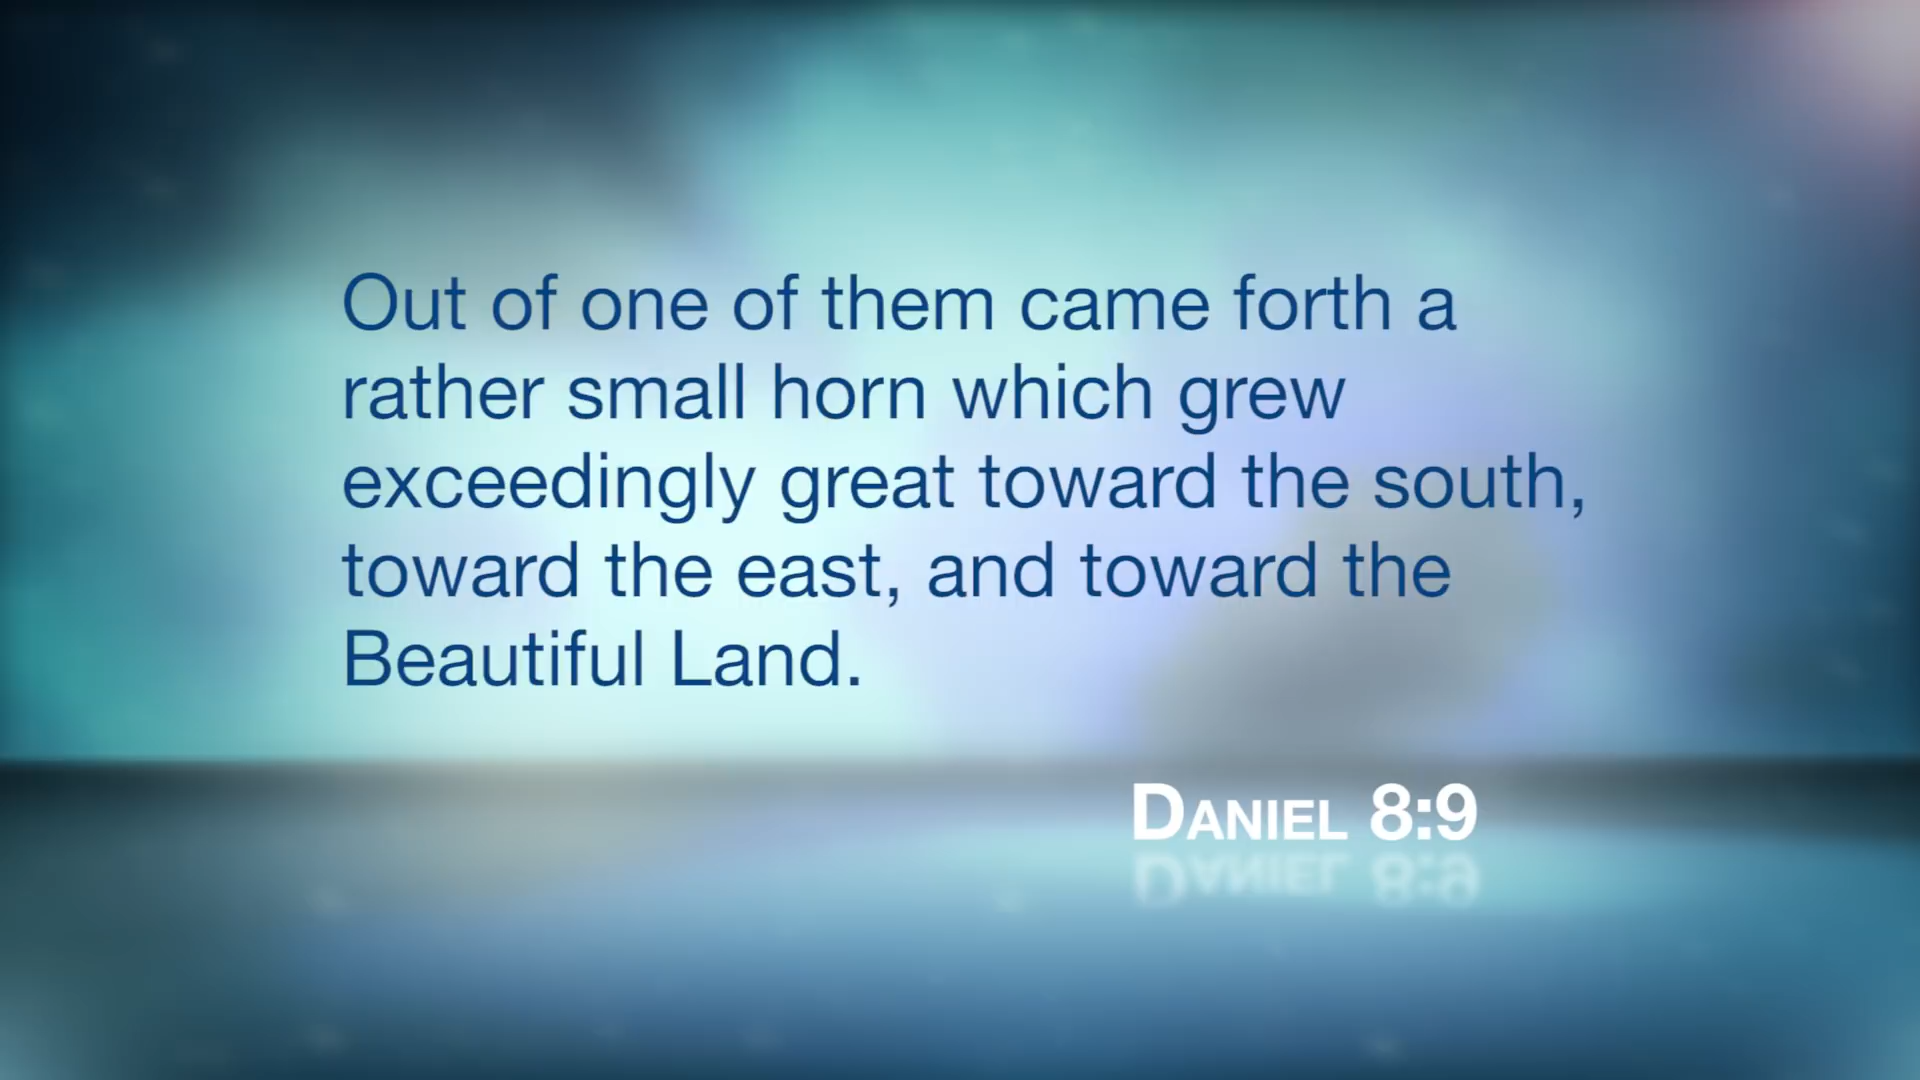 Out of one of them came forth a
rather small horn which grew
exceedingly great toward the south,
toward the east, and toward the
Beautiful Land.
DANIEL 8:9